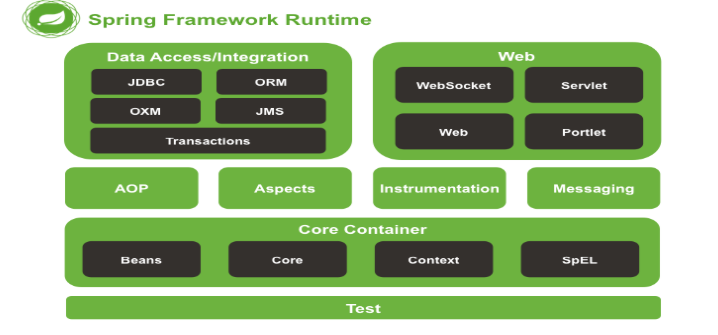 Spring Framework Runtime
Data Access/Integration
JDBC
ORM
OXM
JMS
Transactions
Web
WebSocket
Servlet
Web
Portlet
AOP
Aspects
Instrumentation
Messaging
Core Container
Beans
Core
Context
SpEL
Test